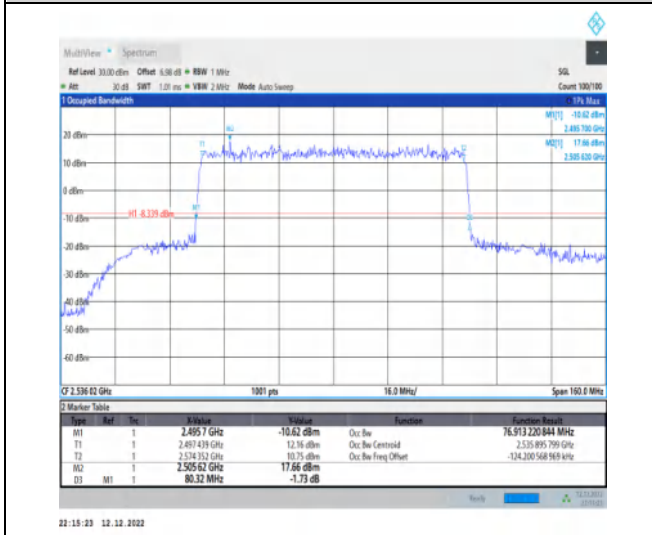 MultiView Spectrum
Ref Level 30.00 dBm Offset 6.98 dB RBW 1 MHz SGL
Att 30 dB SWT 1.01 ms VBW 2 MHz Mode Auto Sweep Count 100/100
1 Occupied Bandwidth 1Pk Max
M1[1] -10.62 dBm
2.495 700 GHz
M2[1] 17.66 dBm
2.505 620 GHz
20 dBm
M2
T1
10 dBm
0 dBm
M1
H1 -8.339 dBm
-10 dBm
-20 dBm
-30 dBm
-40 dBm
-50 dBm
-60 dBm
CF 2.536 02 GHz 1001 pts 16.0 MHz/ Span 160.0 MHz
2 Marker Table
Type Ref Trc X-Value Y-Value Function Function Result
M1 1 2.495 7 GHz -10.62 dBm Occ Bw 76.913 220 844 MHz
T1 1 2.497 439 GHz 12.16 dBm Occ Bw Centroid 2.535 895 799 GHz
T2 1 2.574 352 GHz 10.75 dBm Occ Bw Freq Offset -124.200 568 969 kHz
M2 1 2.505 62 GHz 17.66 dBm
D3 M1 1 80.32 MHz -1.73 dB
Ready 12.12.2022
22:15:23 12.12.2022